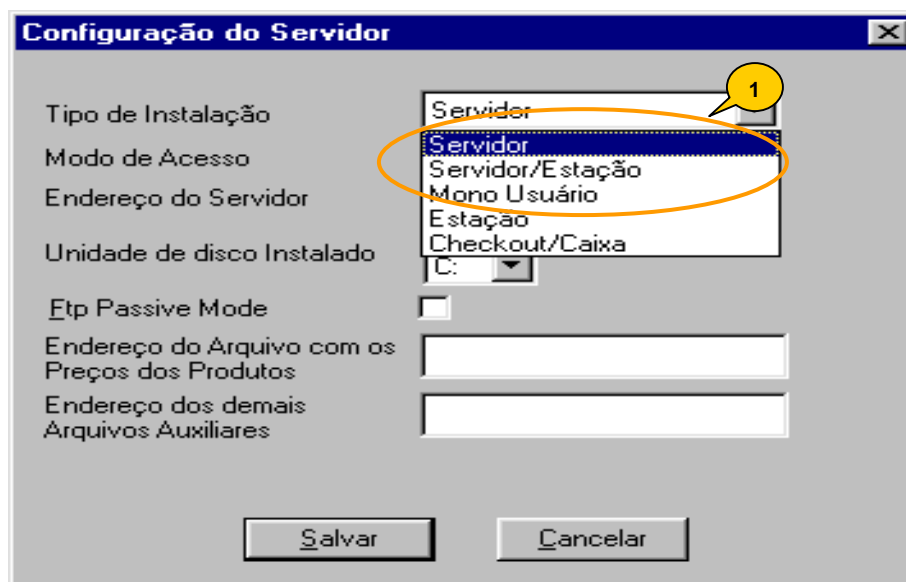 Configuração do Servidor
1
Tipo de Instalação
Servidor
Servidor
Modo de Acesso
Servidor/Estação
Endereço do Servidor
Mono Usuário
Estação
Checkout/Caixa
Unidade de disco Instalado
C:
Ftp Passive Mode
Endereço do Arquivo com os
Preços dos Produtos
Endereço dos demais
Arquivos Auxiliares
Salvar
Cancelar